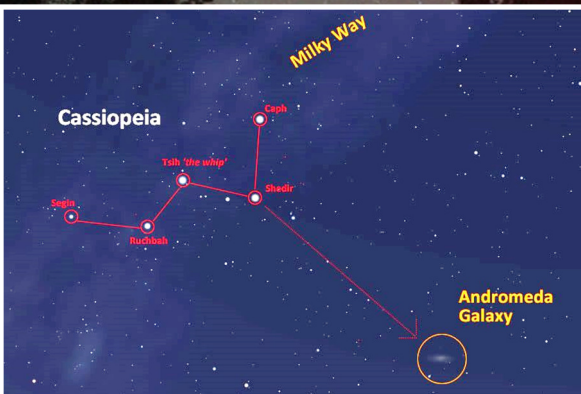 Milky Way
Cassiopeia
Caph
Tsih 'the whip'
Shedir
Segin
Ruchbah
Andromeda
Galaxy